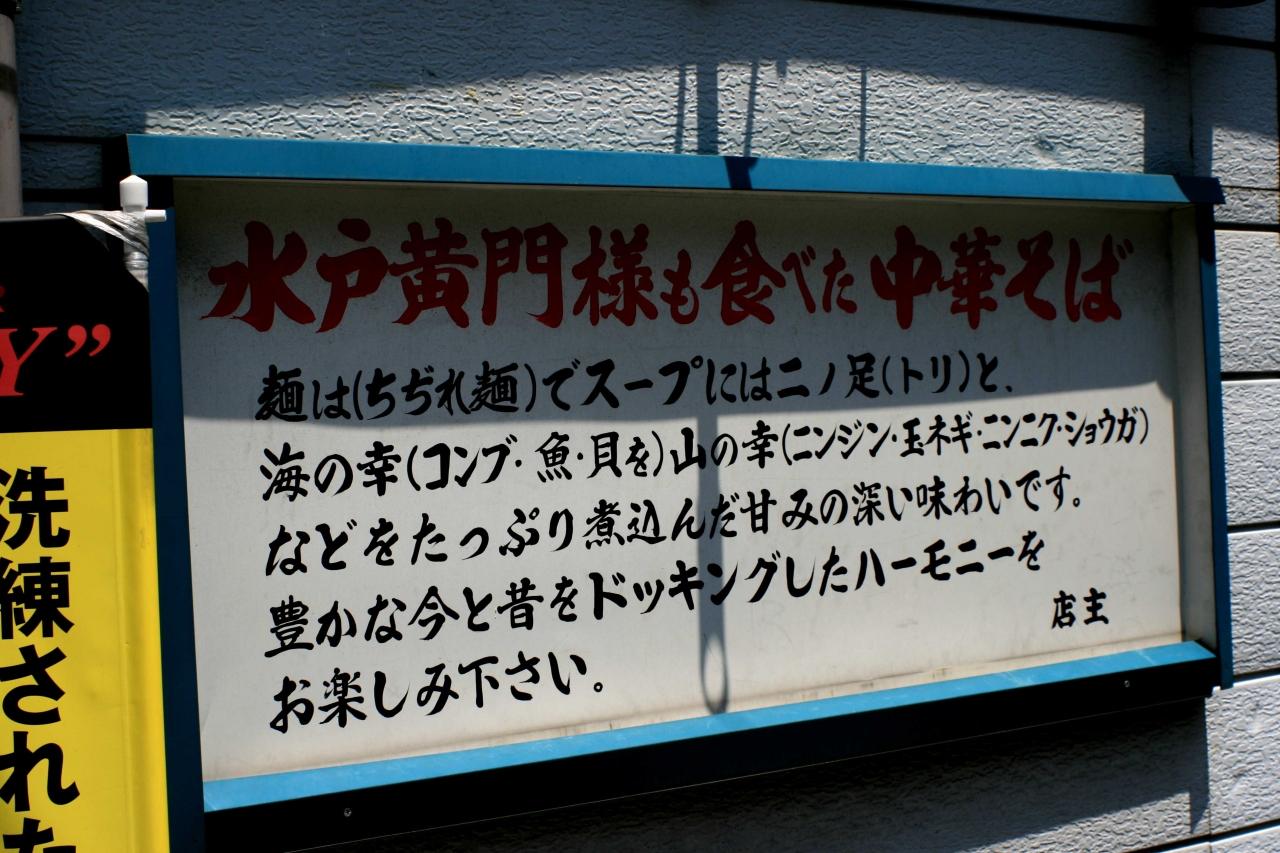 水戸黄門様も食べた中華そば
麺は(ちぢれ麺)でスープには二ノ足(トリ)と、
海の幸(コンブ·魚·貝を)山の幸(ニンジン·玉ネギ·ニンニク·ショウガ)
などをたっぷり煮込んだ甘みの深い味わいです。
豊かな今と昔をドッキングしたハーモニーを
お楽しみ下さい。
店主
Y”
洗練された